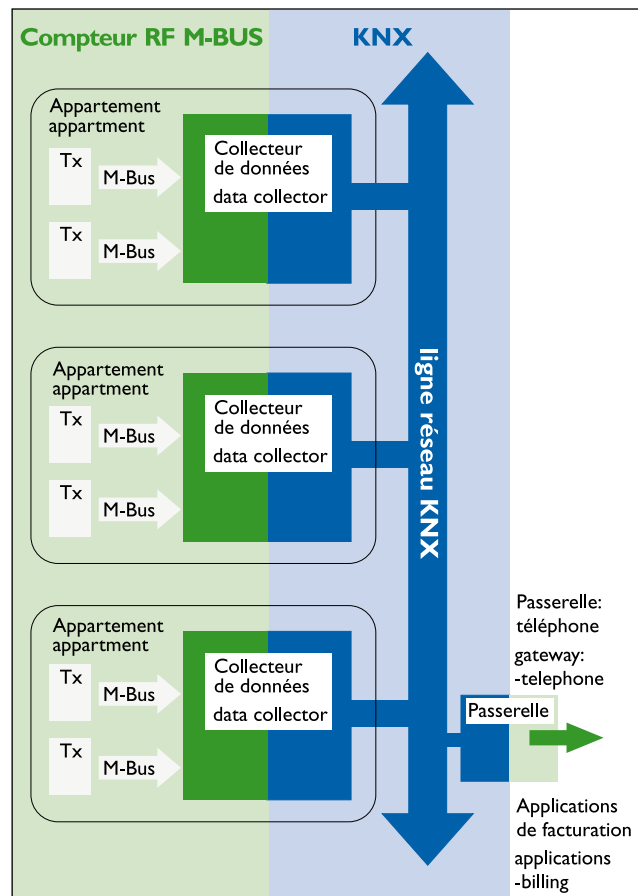 Compteur RF M-BUS
KNX
Appartement
appartment
Tx
M-Bus
Tx
M-Bus
Collecteur
de données
data collector
Appartement
appartment
Tx
M-Bus
Tx
M-Bus
Collecteur
de données
data collector
Appartement
appartment
Tx
M-Bus
Tx
M-Bus
Collecteur
de données
data collector
ligne réseau KNX
Passerelle:
téléphone
gateway:
-telephone
Passerelle
Applications
de facturation
applications
-billing